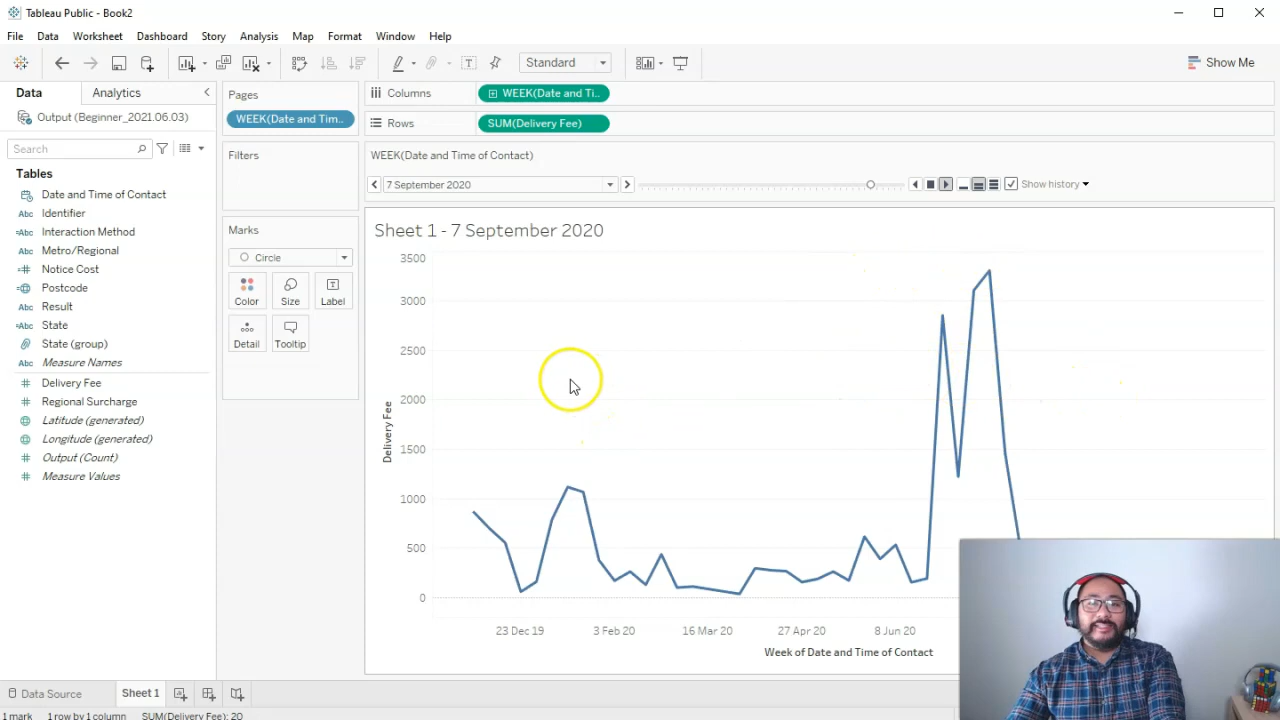 Tableau Public - Book2
File Data Worksheet Dashboard Story Analysis Map Format Window Help
Standard
Show Me
Data Analytics
Output (Beginner_2021.06.03)
Search
Tables
Date and Time of Contact
Abc Identifier
=Abc Interaction Method
Abc Metro/Regional
=# Notice Cost
Postcode
Abc Result
=Abc State
State (group)
Abc Measure Names
# Delivery Fee
# Regional Surcharge
Latitude (generated)
Longitude (generated)
# Output (Count)
# Measure Values
Pages
WEEK(Date and Tim..
Filters
Marks
Circle
Color Size Label
Detail Tooltip
Columns WEEK(Date and Ti..
Rows SUM(Delivery Fee)
WEEK(Date and Time of Contact)
7 September 2020
Show history
Sheet 1 - 7 September 2020
Delivery Fee
3500
3000
2500
2000
1500
1000
500
0
23 Dec 19 3 Feb 20 16 Mar 20 27 Apr 20 8 Jun 20
Week of Date and Time of Contact
Data Source Sheet 1
1 mark 1 row by 1 column SUM(Delivery Fee): 20